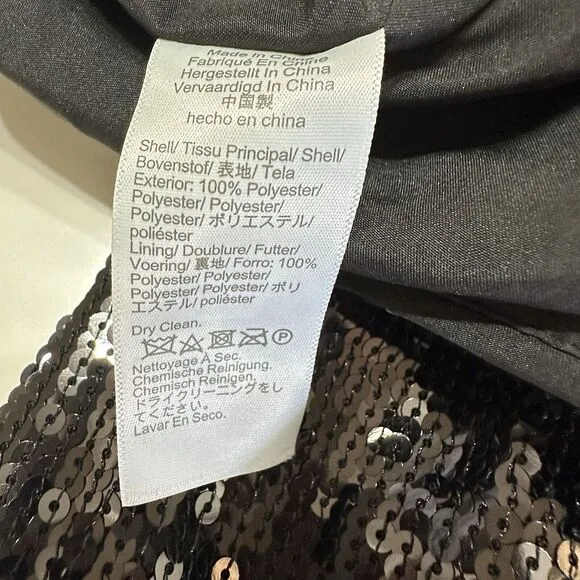 Made In China
Fabriqué En Chine
Hergestellt In China
Vervaardigd In China
中国製
hecho en china
Shell/ Tissu Principal/ Shell/
Bovenstof/ 表地/ Tela
Exterior: 100% Polyester/
Polyester/ Polyester/
Polyester/ ポリエステル/
poliéster
Lining/ Doublure/ Futter/
Voering/ 裏地/ Forro: 100%
Polyester/ Polyester/
Polyester/ Polyester/ ポリ
エステル/ poliéster
Dry Clean.
P
Nettoyage À Sec.
Chemische Reinigung.
Chemisch Reinigen.
ドライクリーニングをし
てください。
Lavar En Seco.